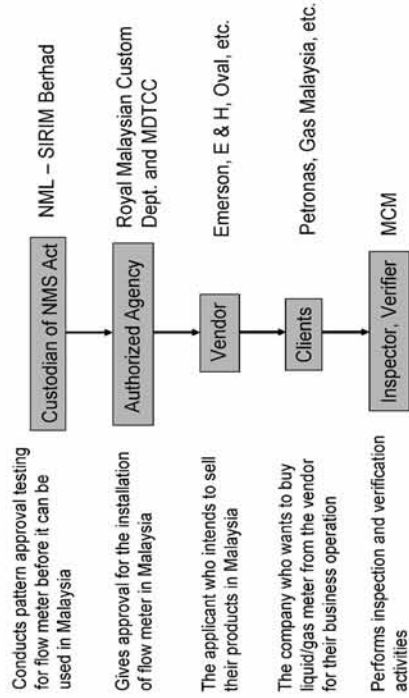 Conducts pattern approval testing
for flow meter before it can be
used in Malaysia
Custodian of NMS Act
NML – SIRIM Berhad
Gives approval for the installation
of flow meter in Malaysia
Authorized Agency
Royal Malaysian Custom
Dept. and MDTCC
The applicant who intends to sell
their products in Malaysia
Vendor
Emerson, E & H, Oval, etc.
The company who wants to buy
liquid/gas meter from the vendor
for their business operation
Clients
Petronas, Gas Malaysia, etc.
Performs inspection and verification
activities
Inspector, Verifier
MCM